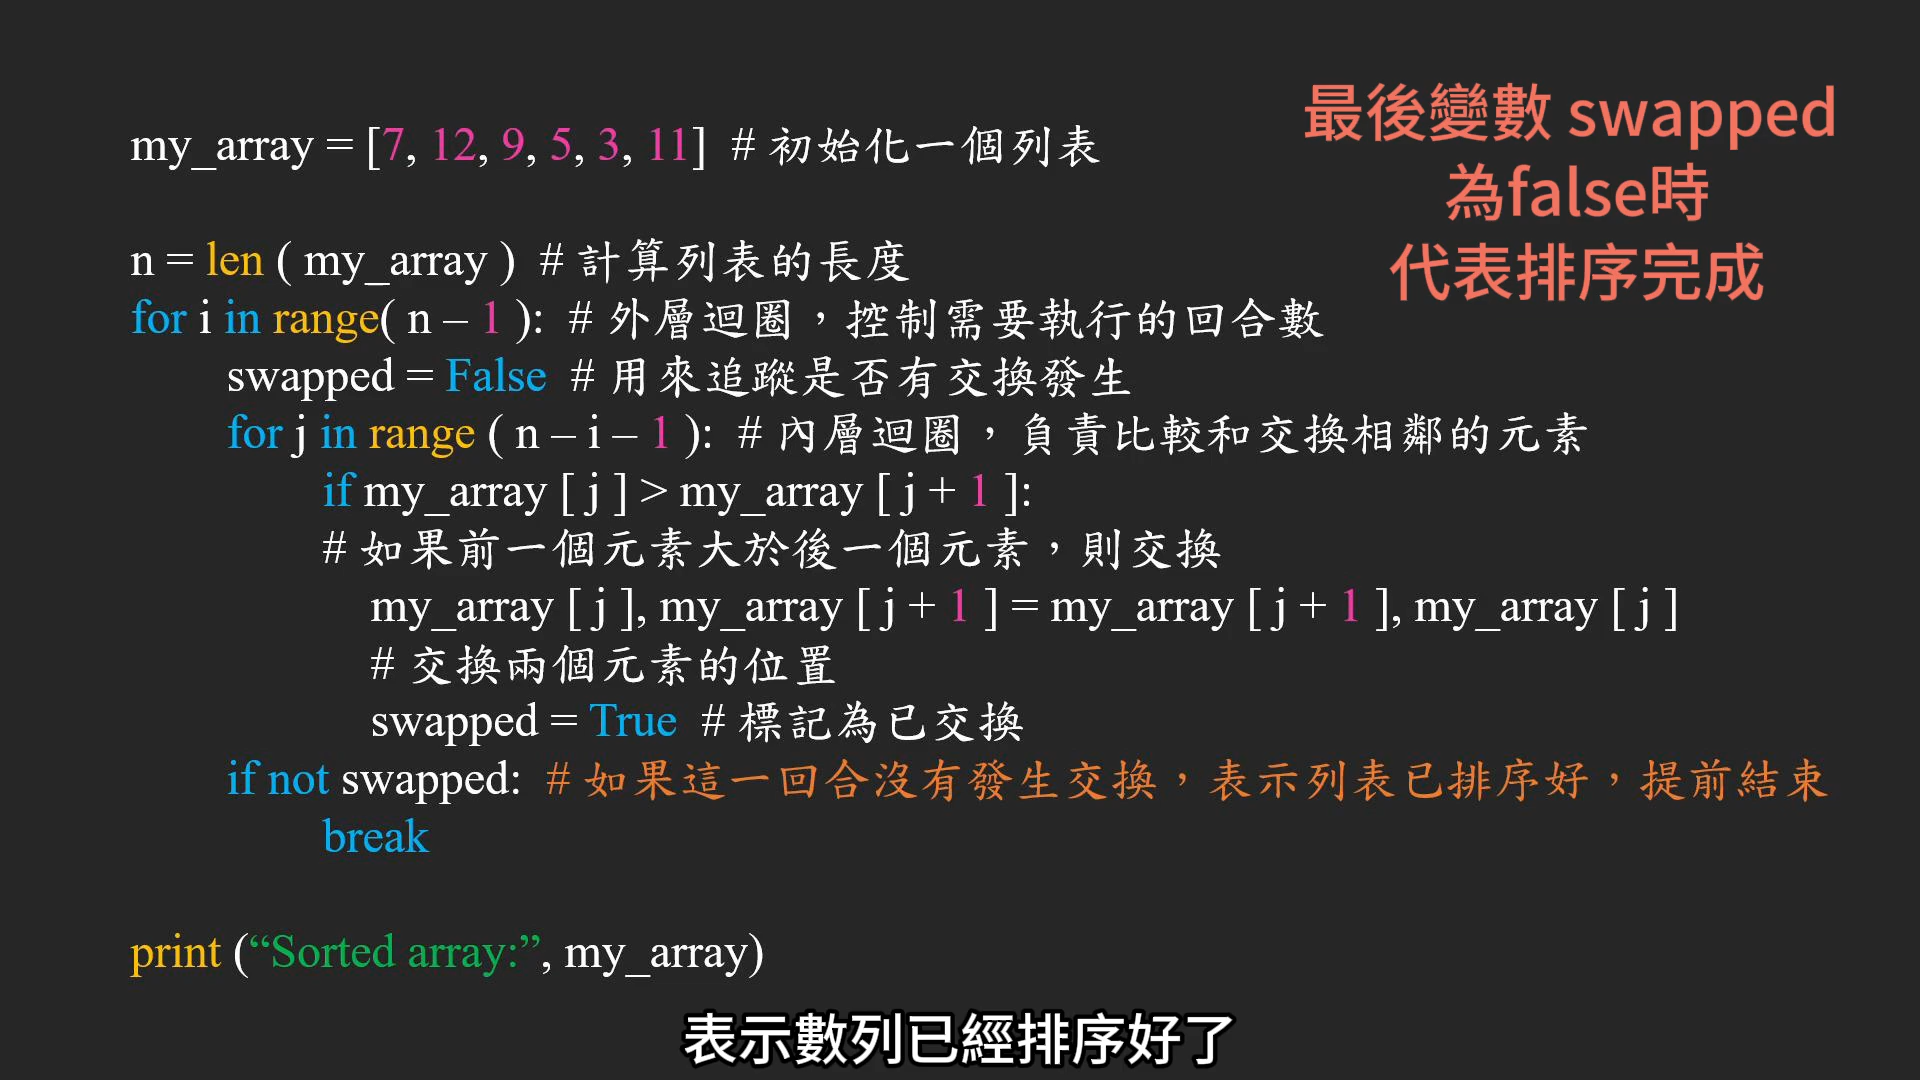 最後變數 swapped
為false時
代表排序完成
my_array = [7, 12, 9, 5, 3, 11]  # 初始化一個列表
n = len ( my_array )  # 計算列表的長度
for i in range( n – 1 ):  # 外層迴圈，控制需要執行的回合數
swapped = False  # 用來追蹤是否有交換發生
for j in range ( n – i – 1 ):  # 內層迴圈，負責比較和交換相鄰的元素
if my_array [ j ] > my_array [ j + 1 ]:
# 如果前一個元素大於後一個元素，則交換
my_array [ j ], my_array [ j + 1 ] = my_array [ j + 1 ], my_array [ j ]
# 交換兩個元素的位置
swapped = True  # 標記為已交換
if not swapped:  # 如果這一回合沒有發生交換，表示列表已排序好，提前結束
break
print (“Sorted array:”, my_array)
表示數列已經排序好了